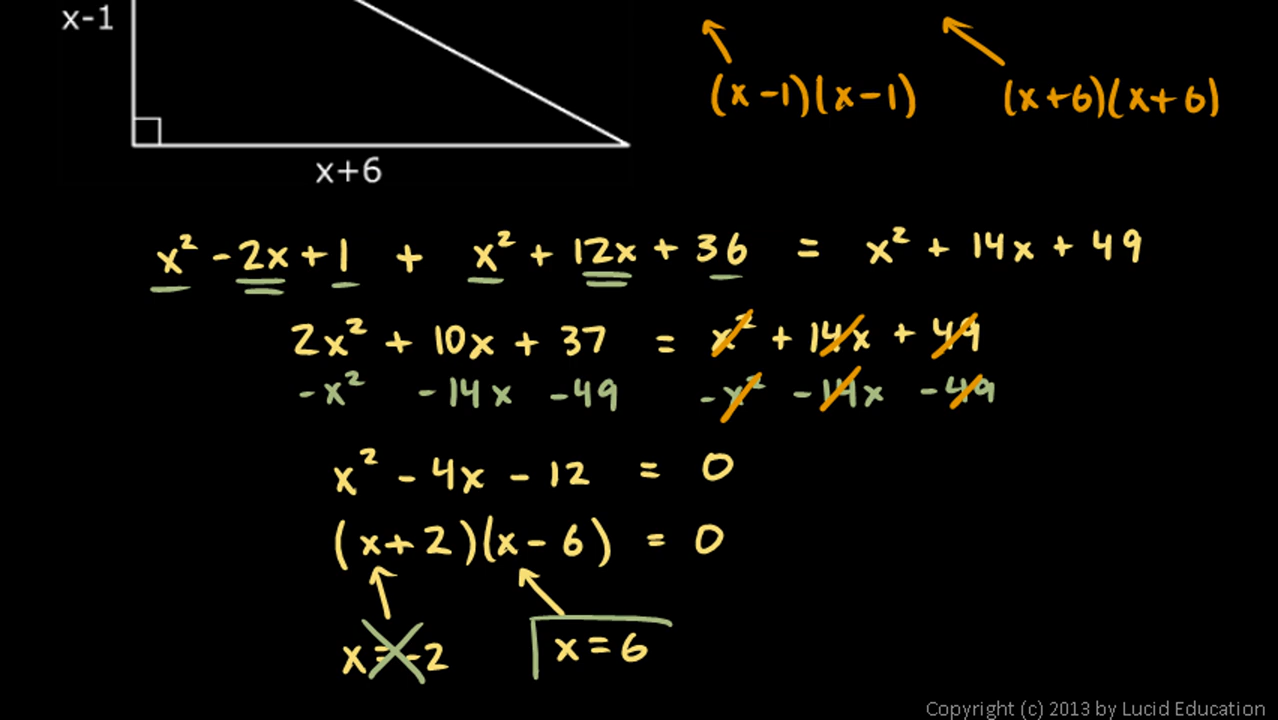 x-1
(x-1)(x-1) (x+6)(x+6)
x+6
x² - 2x + 1 + x² + 12x + 36 = x² + 14x + 49
2x² + 10x + 37 = x² + 14x + 49
-x² -14x -49 -x² -14x -49
x² - 4x - 12 = 0
(x+2)(x-6) = 0
x = -2 x = 6
Copyright (c) 2013 by Lucid Education